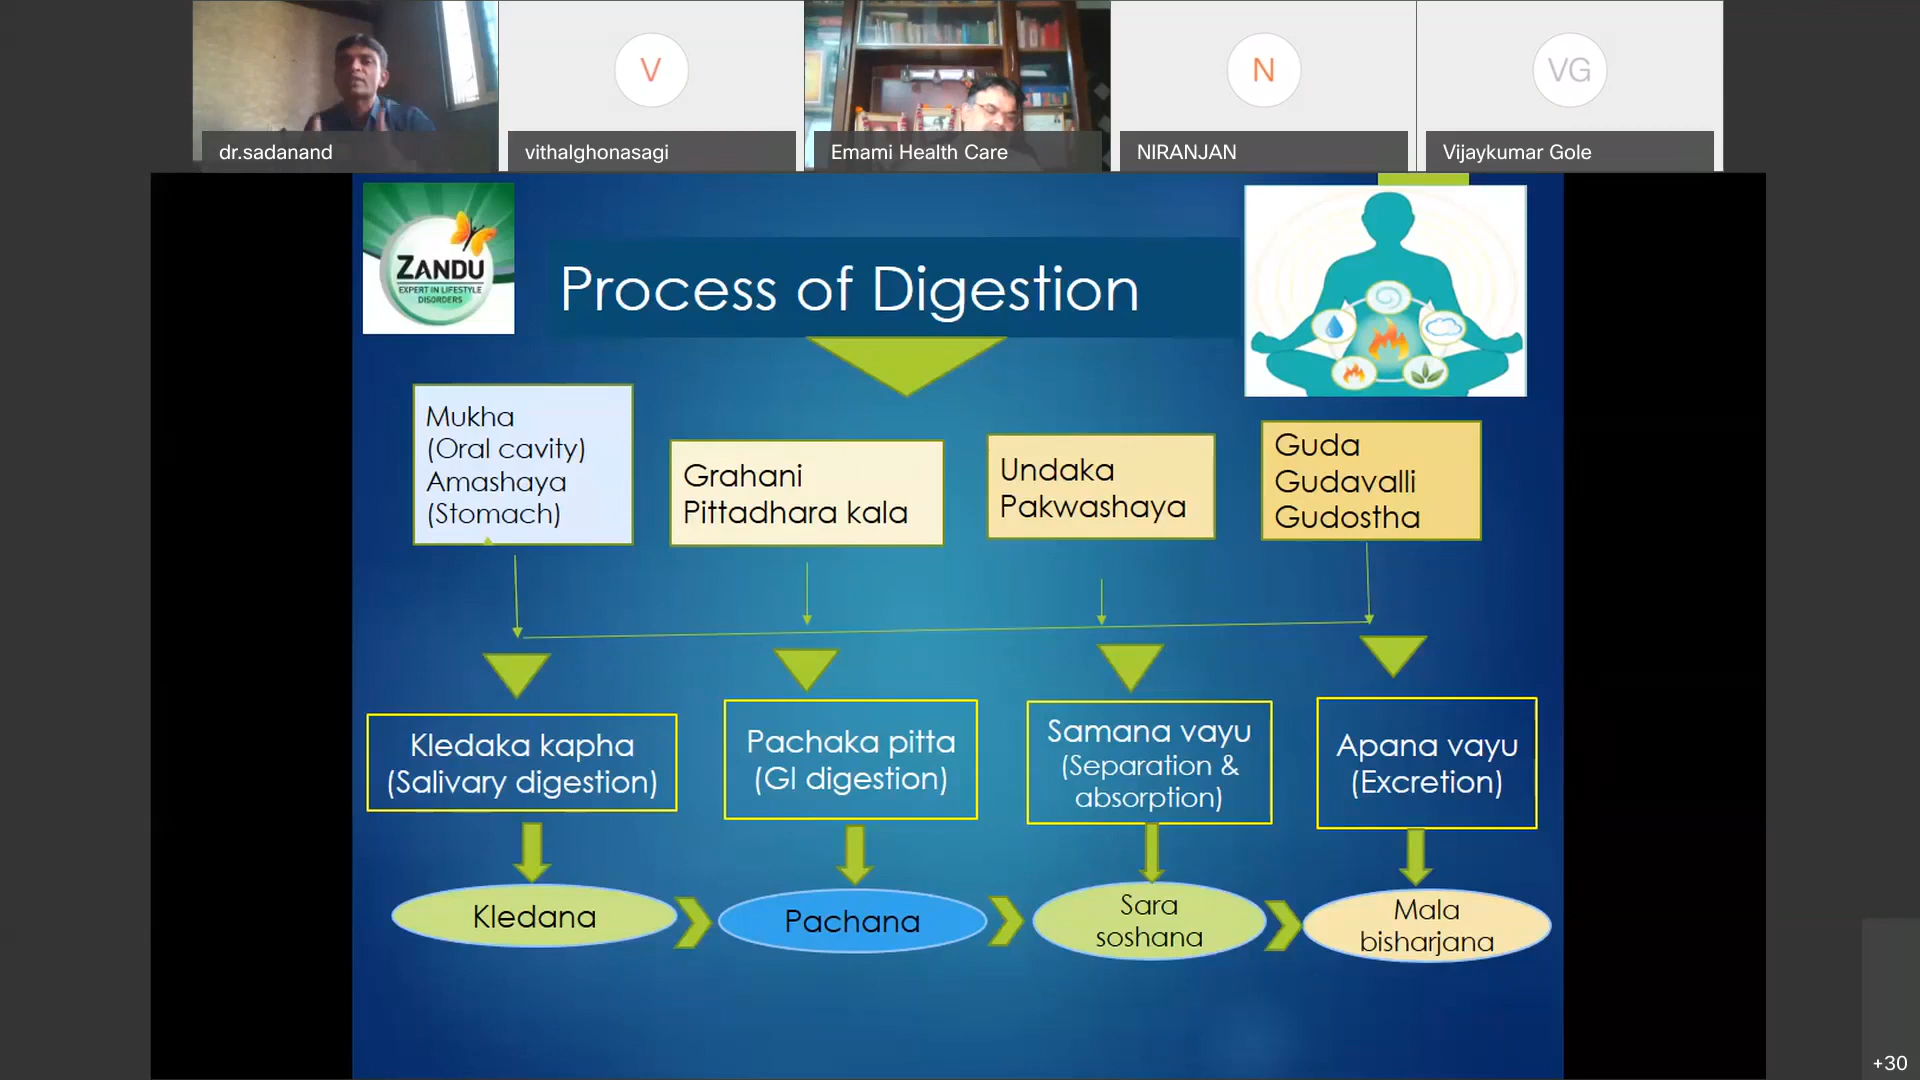 V
N
VG
dr.sadanand
vithalghonasagi
Emami Health Care
NIRANJAN
Vijaykumar Gole
ZANDU
EXPERT IN LIFESTYLE
DISORDERS
Process of Digestion
Mukha
(Oral cavity)
Amashaya
(Stomach)
Grahani
Pittadhara kala
Undaka
Pakwashaya
Guda
Gudavalli
Gudostha
Kledaka kapha
(Salivary digestion)
Pachaka pitta
(GI digestion)
Samana vayu
(Separation &
absorption)
Apana vayu
(Excretion)
Kledana
Pachana
Sara
soshana
Mala
bisharjana
+30